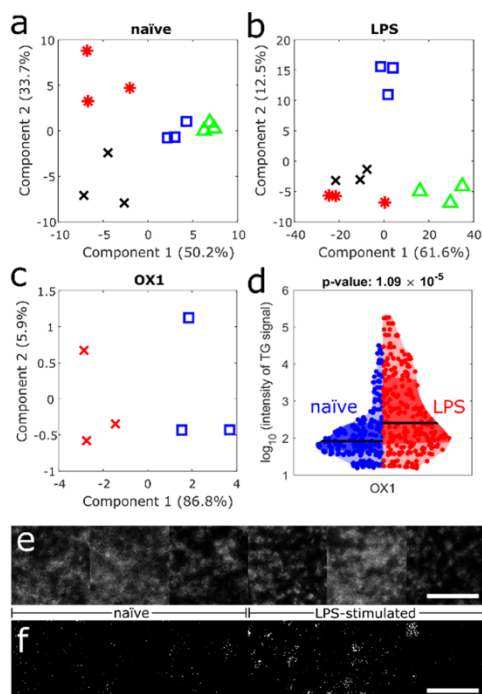 a
naïve
Component 2 (33.7%)
10
5
0
-5
-10
-10
-5
0
5
10
Component 1 (50.2%)
b
LPS
Component 2 (12.5%)
20
15
10
5
0
-5
-10
-40
-20
0
20
40
Component 1 (61.6%)
c
OX1
Component 2 (5.9%)
1.5
1
0.5
0
-0.5
-1
-4
-2
0
2
4
Component 1 (86.8%)
d
p-value: 1.09 × 10⁻⁵
log₁₀ (intensity of TG signal)
6
5
4
3
2
1
naïve
LPS
OX1
e
naïve
LPS-stimulated
f